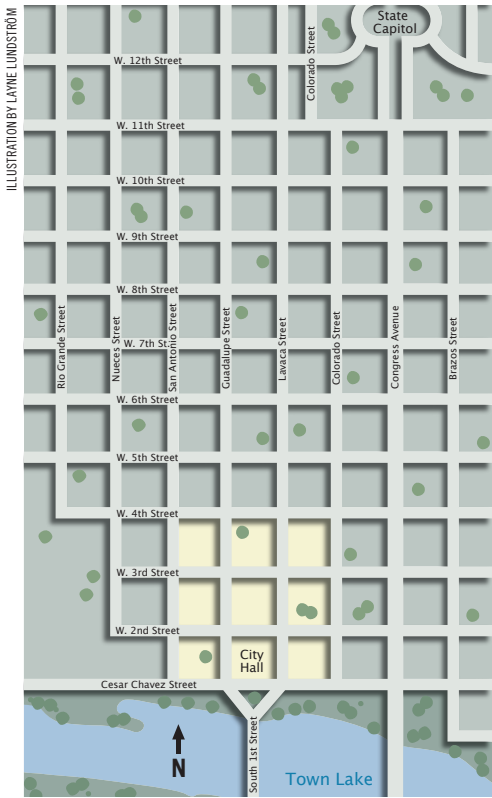 ILLUSTRATION BY LAYNE LUNDSTRÖM
State
Capitol
Colorado Street
W. 12th Street
W. 11th Street
W. 10th Street
W. 9th Street
W. 8th Street
Rio Grande Street
Nueces Street
San Antonio Street
Guadalupe Street
Lavaca Street
Colorado Street
Congress Avenue
Brazos Street
W. 7th St.
W. 6th Street
W. 5th Street
W. 4th Street
W. 3rd Street
W. 2nd Street
City
Hall
Cesar Chavez Street
South 1st Street
N
Town Lake